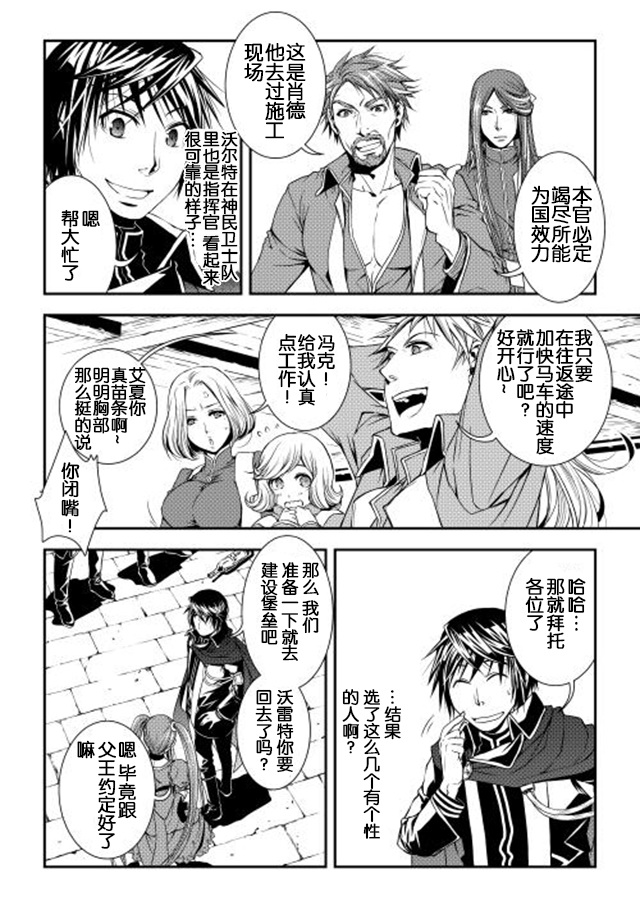 本官必定
竭尽所能
为国效力
这是肖德
他去过施工
现场
沃尔特在神民卫士队
里也是指挥官 看起来
很可靠的样子…
嗯
帮大忙了
我只要
在往返途中
加快马车的速度
就行了吧?
好开心~
冯克!
给我认真
点工作!
艾夏你
真苗条啊~
明明胸部
那么挺的说
你闭嘴!
哈哈…
那就拜托
各位了
…结果
选了这么几个有个性
的人啊?
那么 我们
准备一下就去
建设堡垒吧
沃雷特你要
回去了吗?
嗯 毕竟跟
父王约定好了
嘛